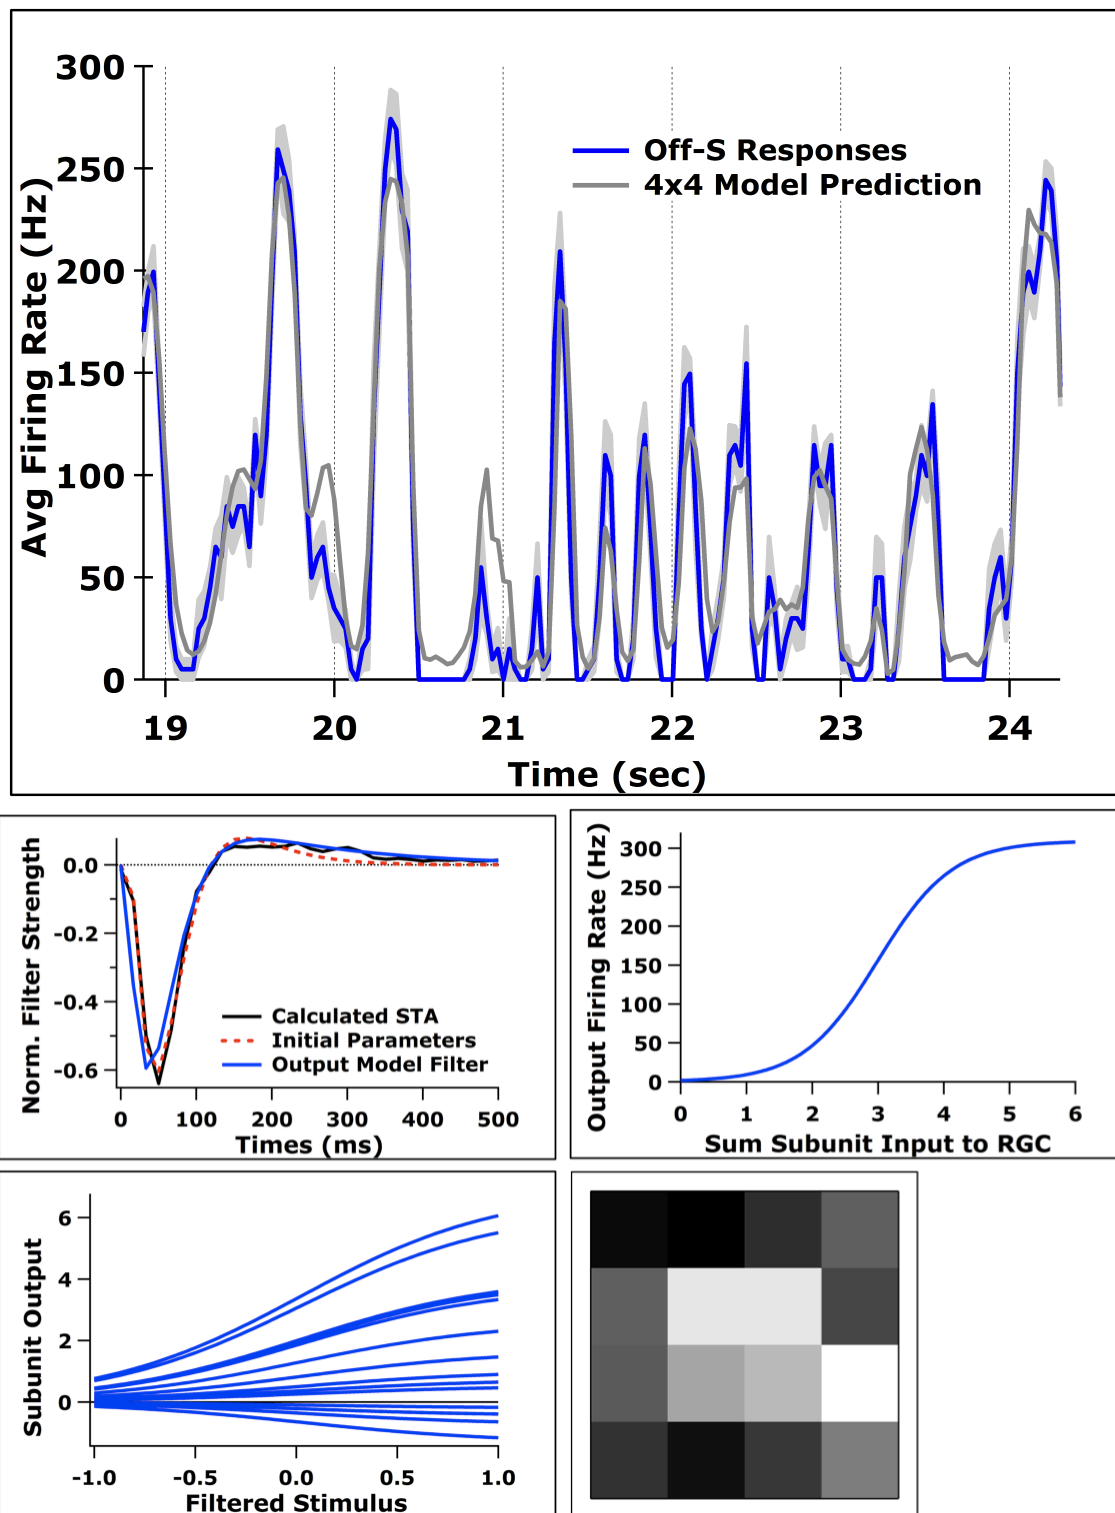 300
250
200
150
100
50
0
Avg Firing Rate (Hz)
Off-S Responses
4x4 Model Prediction
19 20 21 22 23 24
Time (sec)
0.0
-0.2
-0.4
-0.6
Norm. Filter Strength
Calculated STA
Initial Parameters
Output Model Filter
0 100 200 300 400 500
Times (ms)
300
250
200
150
100
50
0
Output Firing Rate (Hz)
0 1 2 3 4 5 6
Sum Subunit Input to RGC
6
4
2
0
Subunit Output
-1.0 -0.5 0.0 0.5 1.0
Filtered Stimulus